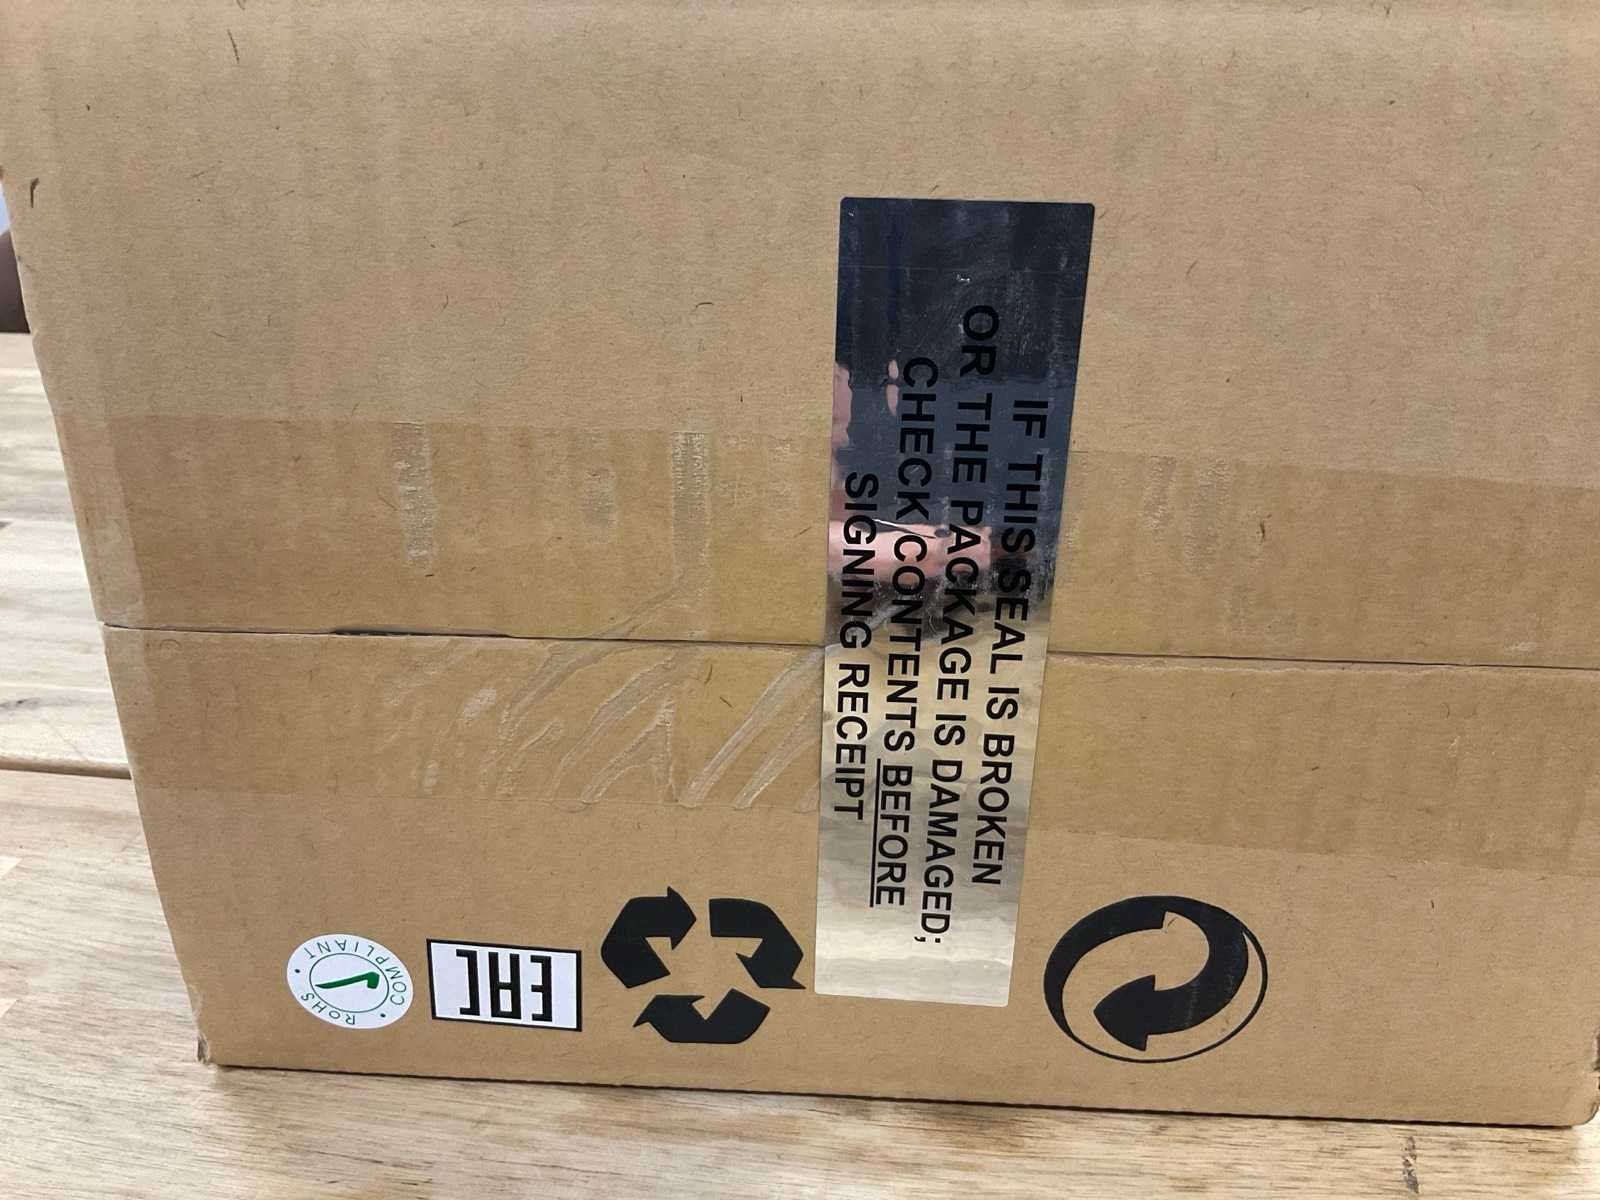 IF THIS SEAL IS BROKEN
OR THE PACKAGE IS DAMAGED;
CHECK CONTENTS BEFORE
SIGNING RECEIPT
EAC
ROHS
COMPLIANT